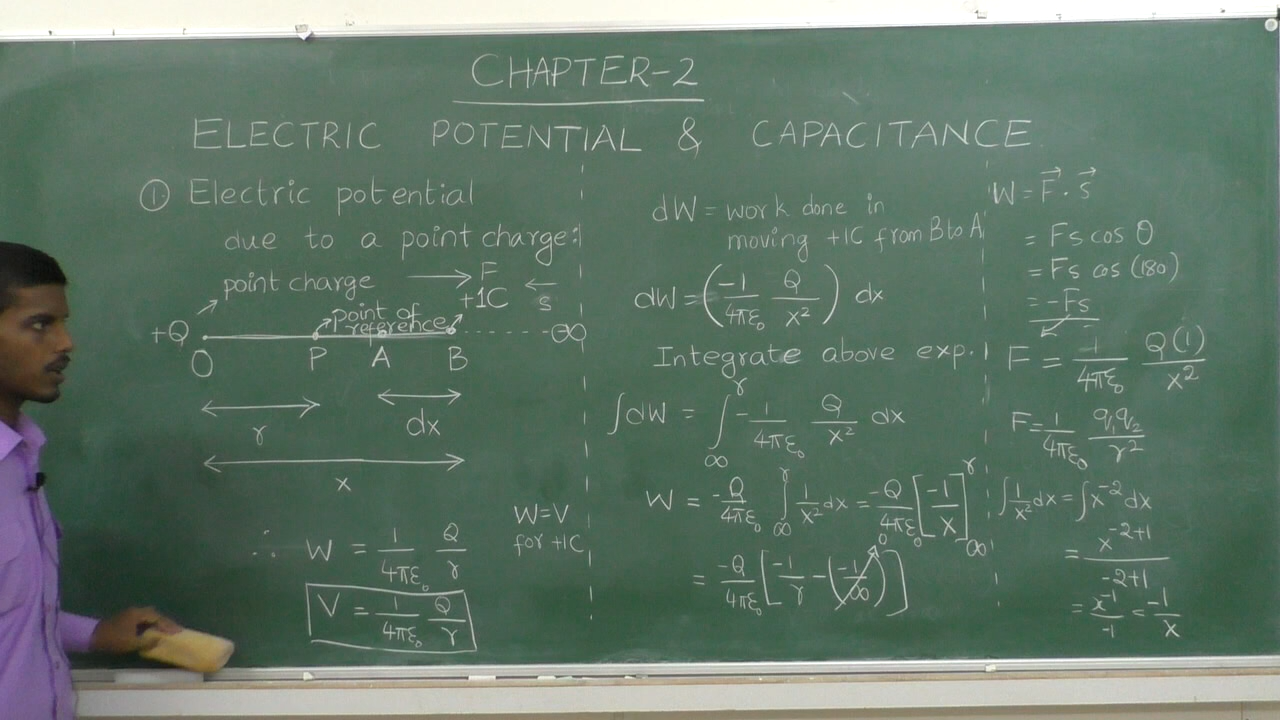 CHAPTER-2
ELECTRIC POTENTIAL & CAPACITANCE
① Electric potential
due to a point charge:
point charge → F
+1C ← s
point of
reference
+Q ∞
O P A B
r dx
x
∴ W = 1/4πε₀ Q/r
V = 1/4πε₀ Q/r
W=V
for +1C
dW = work done in
moving +1C from B to A
dW = (-1/4πε₀ Q/x²) dx
Integrate above exp.
∫dW = ∫_∞^r -1/4πε₀ Q/x² dx
W = -Q/4πε₀ ∫_∞^r 1/x² dx = -Q/4πε₀ [-1/x]_∞^r
= -Q/4πε₀ [-1/r - (-1/∞)] 0
W = F⃗ . s⃗
= Fs cos θ
= Fs cos (180)
= -Fs
F = 1/4πε₀ Q(1)/x²
F = 1/4πε₀ q₁q₂/r²
∫1/x² dx = ∫x⁻² dx
= x⁻²⁺¹/-2+1
= x⁻¹/-1 = -1/x